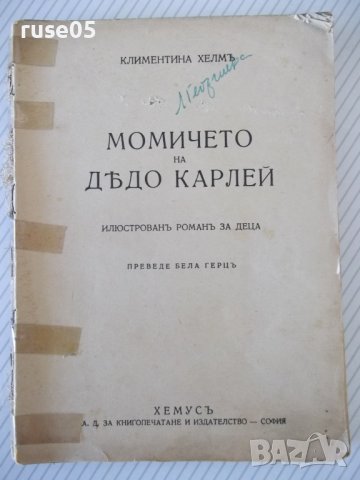 ruse05
КЛИМЕНТИНА ХЕЛМЪ
МОМИЧЕТО
НА
ДѢДО КАРЛЕЙ
ИЛЮСТРОВАНЪ РОМАНЪ ЗА ДЕЦА
ПРЕВЕДЕ БЕЛА ГЕРЦЪ
ХЕМУСЪ
А. Д. ЗА КНИГОПЕЧАТАНЕ И ИЗДАТЕЛСТВО — СОФИЯ
BAZAR